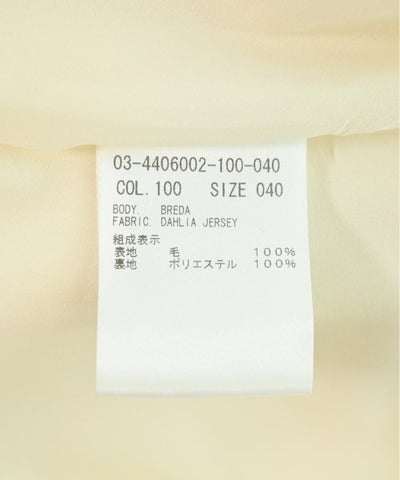 03-4406002-100-040
COL. 100 SIZE 040
BODY. BREDA
FABRIC. DAHLIA JERSEY
組成表示
表地 毛 100%
裏地 ポリエステル 100%